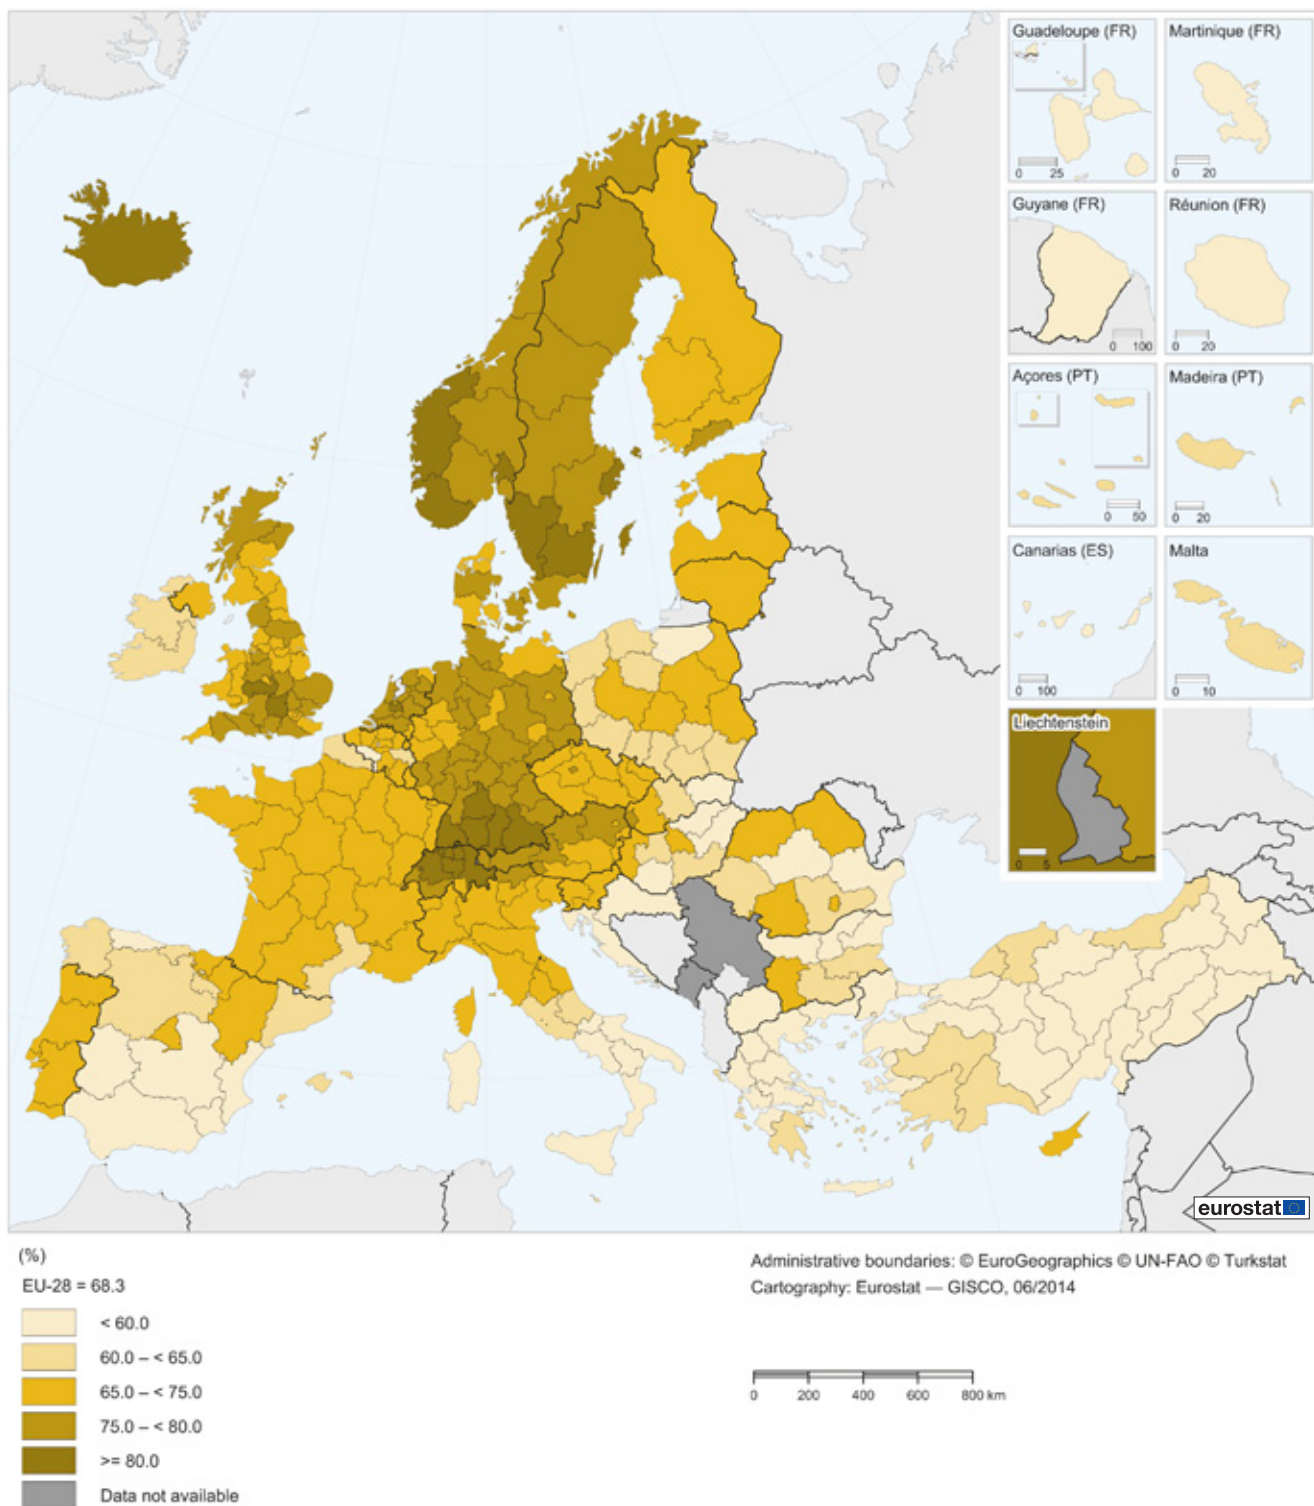 Guadeloupe (FR)
0 25
Martinique (FR)
0 20
Guyane (FR)
0 100
Réunion (FR)
0 20
Açores (PT)
0 50
Madeira (PT)
0 20
Canarias (ES)
0 100
Malta
0 10
Liechtenstein
0 5
eurostat
(%)
EU-28 = 68.3
< 60.0
60.0 – < 65.0
65.0 – < 75.0
75.0 – < 80.0
>= 80.0
Data not available
Administrative boundaries: © EuroGeographics © UN-FAO © Turkstat
Cartography: Eurostat — GISCO, 06/2014
0 200 400 600 800 km